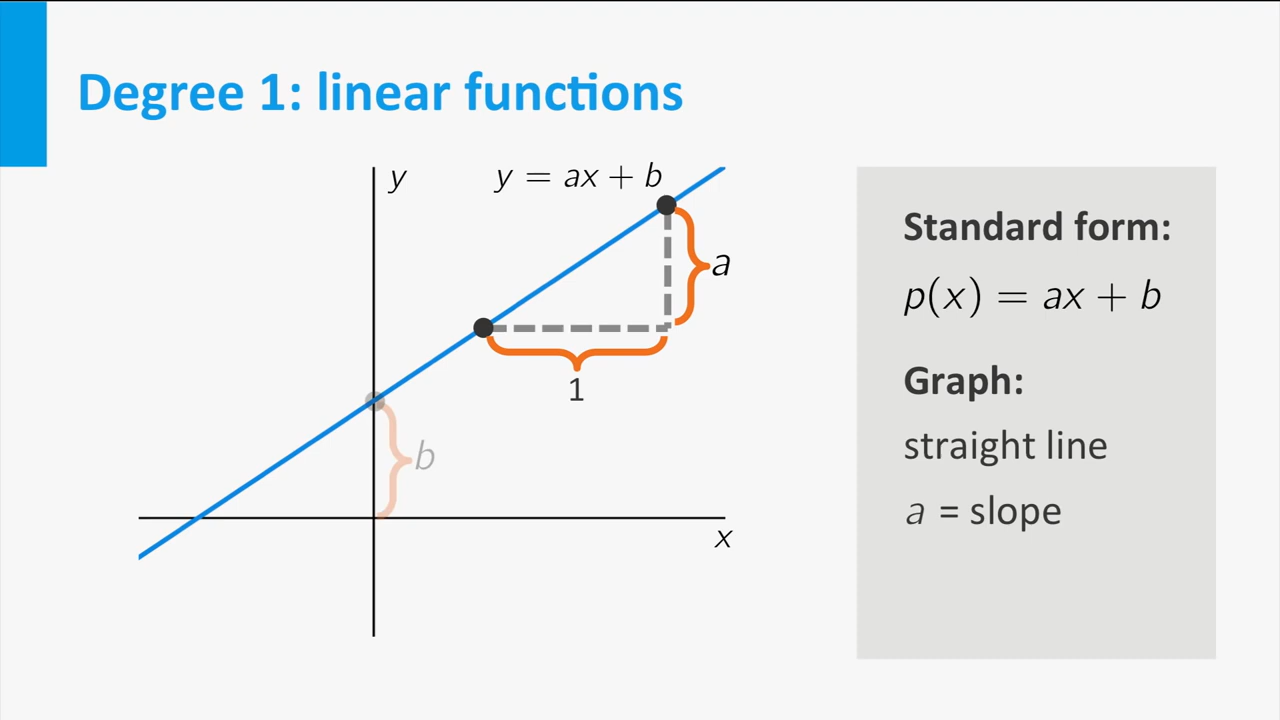 Degree 1: linear functions
y
y = ax + b
a
1
b
x
Standard form:
p(x) = ax + b
Graph:
straight line
a = slope